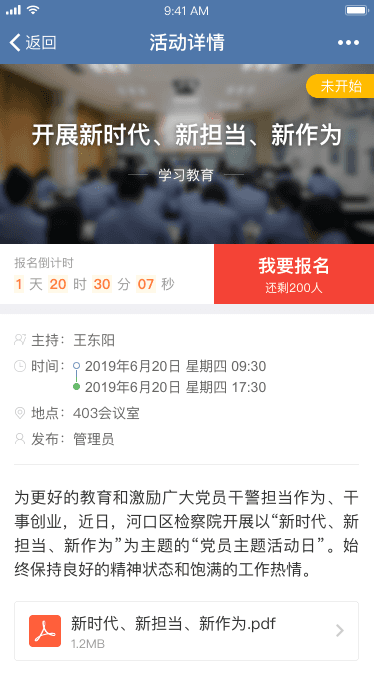 9:41 AM
返回
活动详情
未开始
开展新时代、新担当、新作为
学习教育
报名倒计时
1 天 20 时 30 分 07 秒
我要报名
还剩200人
主持：王东阳
时间：2019年6月20日 星期四 09:30
2019年6月20日 星期四 17:30
地点：403会议室
发布：管理员
为更好的教育和激励广大党员干警担当作为、干
事创业，近日，河口区检察院开展以“新时代、新
担当、新作为”为主题的“党员主题活动日”。始
终保持良好的精神状态和饱满的工作热情。
新时代、新担当、新作为.pdf
1.2MB